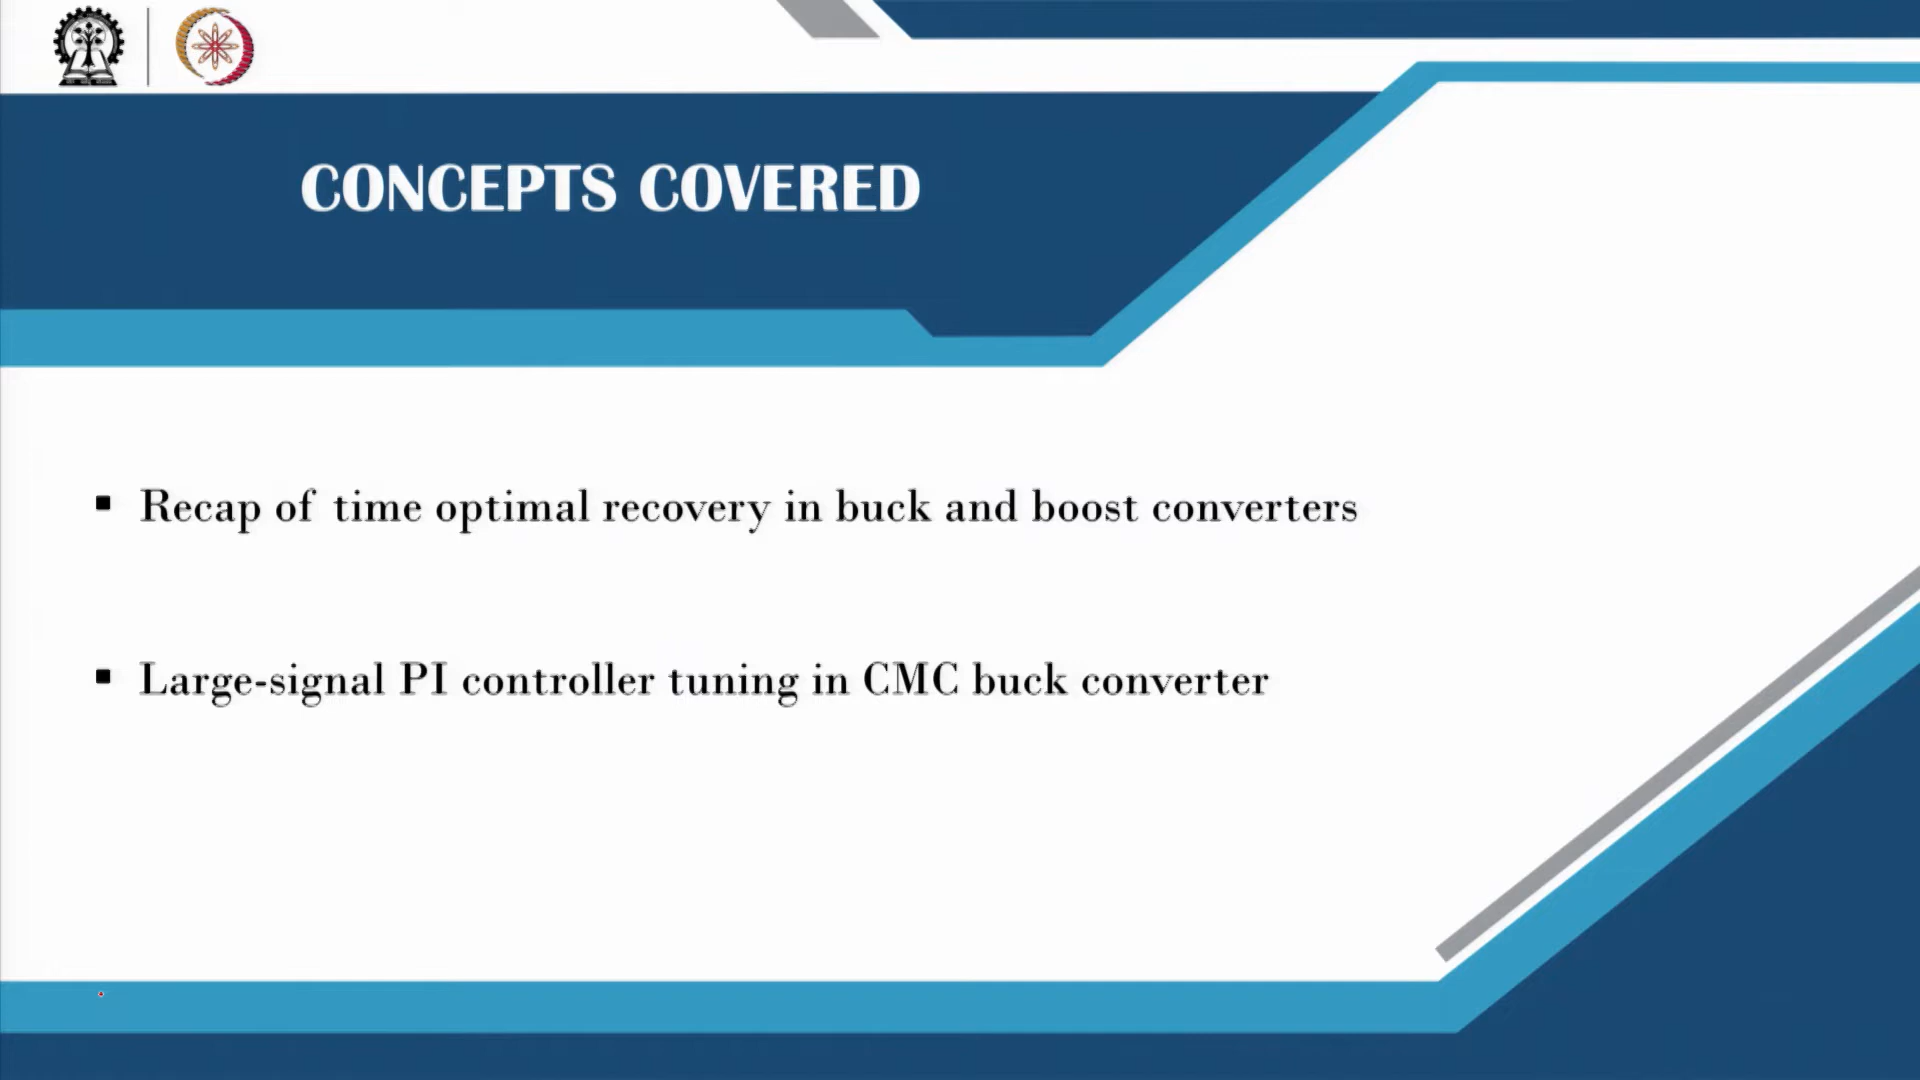 CONCEPTS COVERED
▪ Recap of time optimal recovery in buck and boost converters
▪ Large-signal PI controller tuning in CMC buck converter